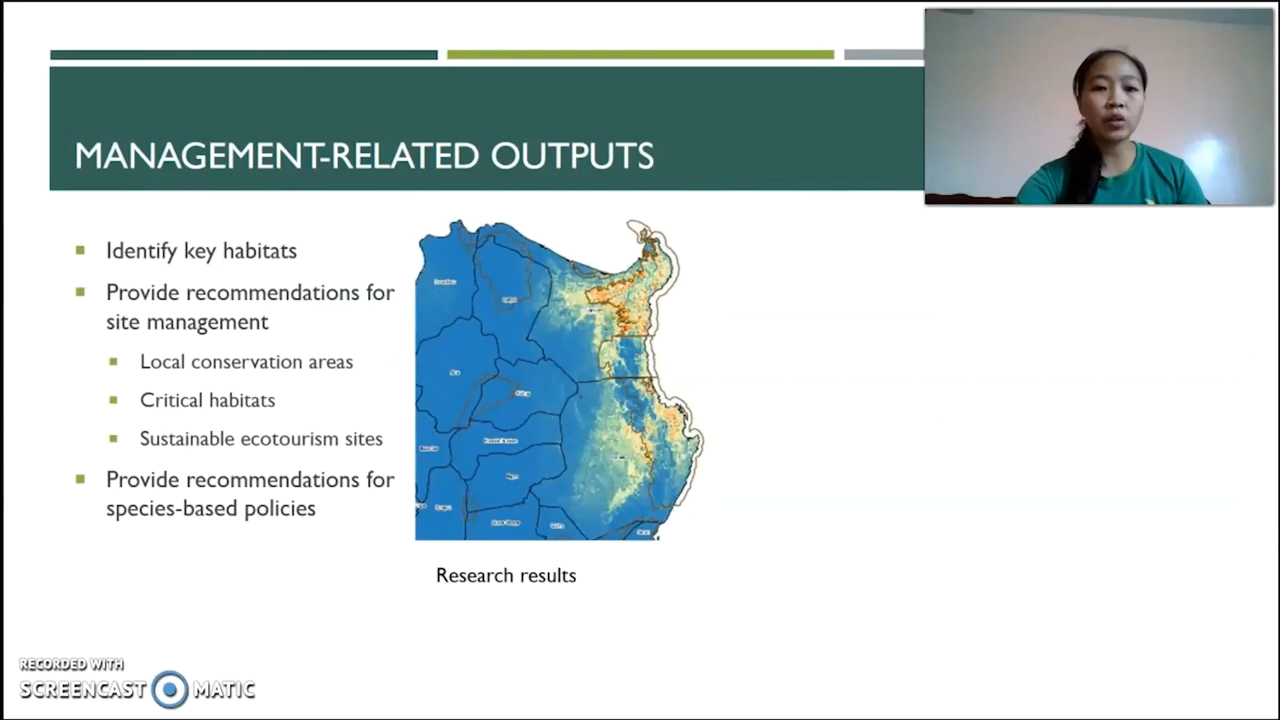 MANAGEMENT-RELATED OUTPUTS
Identify key habitats
Provide recommendations for
site management
Local conservation areas
Critical habitats
Sustainable ecotourism sites
Provide recommendations for
species-based policies
Research results
RECORDED WITH
SCREENCAST MATIC